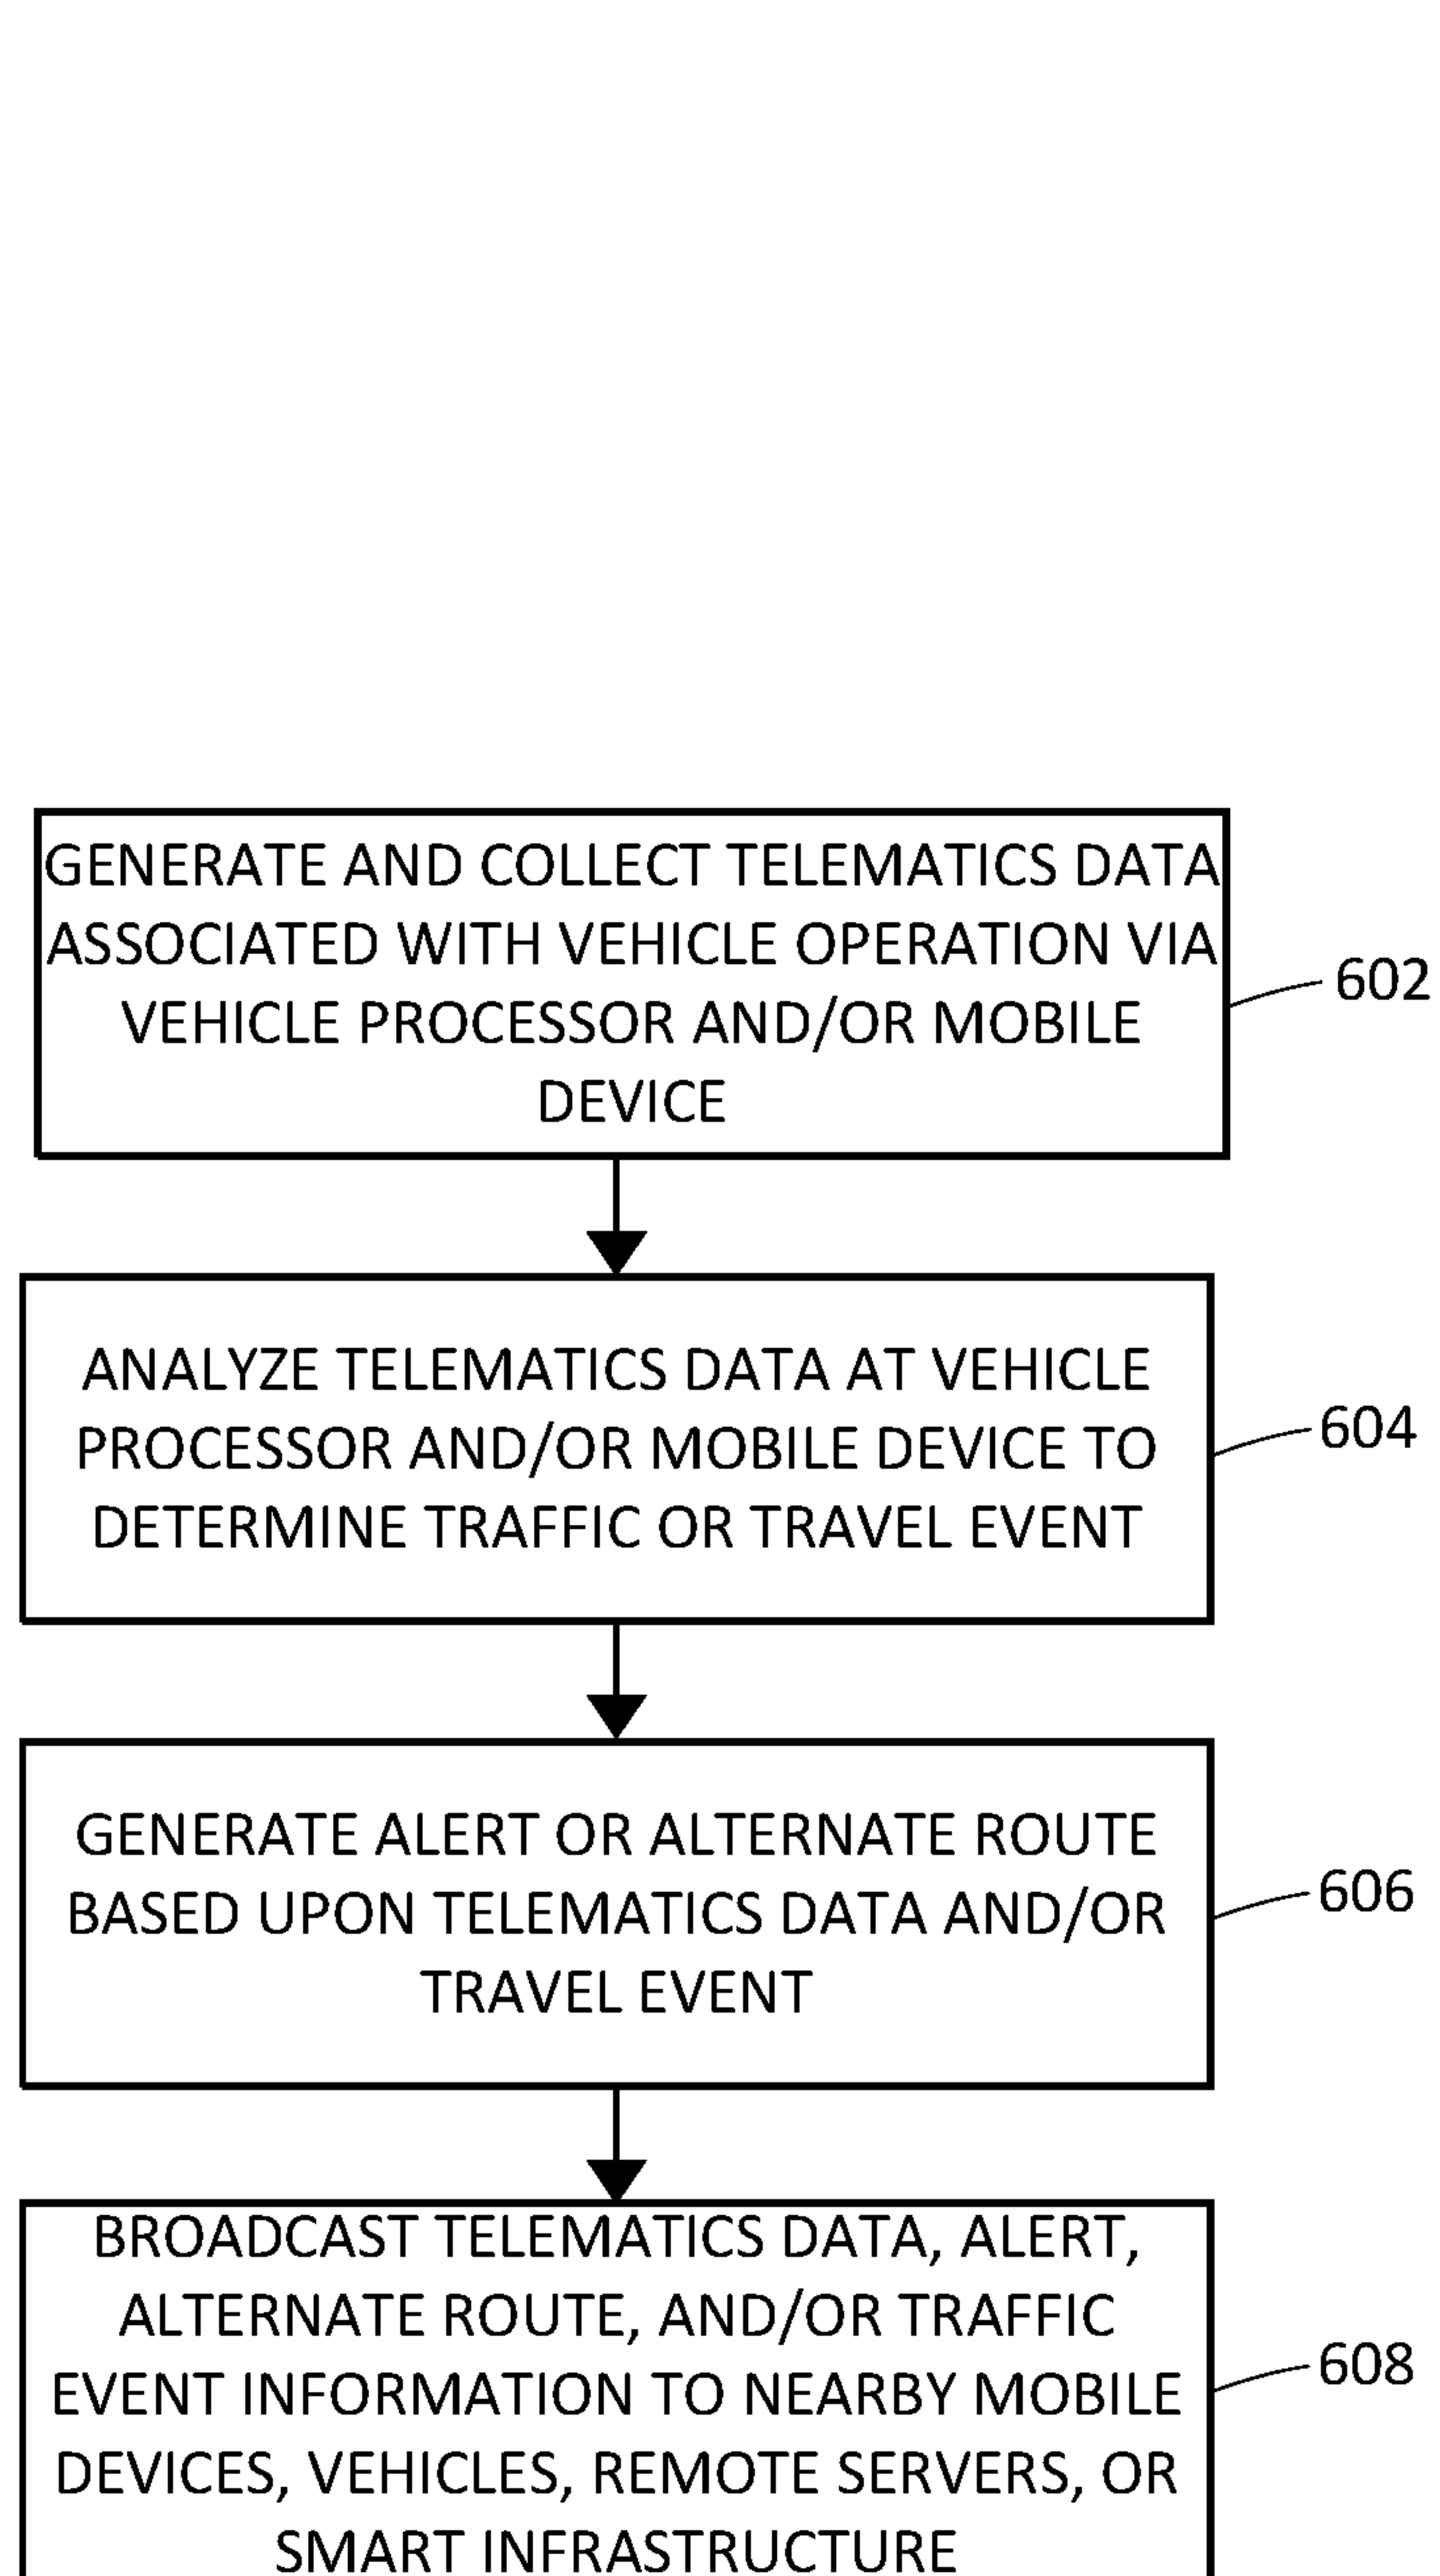 GENERATE AND COLLECT TELEMATICS DATA
ASSOCIATED WITH VEHICLE OPERATION VIA
VEHICLE PROCESSOR AND/OR MOBILE
DEVICE
602
ANALYZE TELEMATICS DATA AT VEHICLE
PROCESSOR AND/OR MOBILE DEVICE TO
DETERMINE TRAFFIC OR TRAVEL EVENT
604
GENERATE ALERT OR ALTERNATE ROUTE
BASED UPON TELEMATICS DATA AND/OR
TRAVEL EVENT
606
BROADCAST TELEMATICS DATA, ALERT,
ALTERNATE ROUTE, AND/OR TRAFFIC
EVENT INFORMATION TO NEARBY MOBILE
DEVICES, VEHICLES, REMOTE SERVERS, OR
SMART INFRASTRUCTURE
608